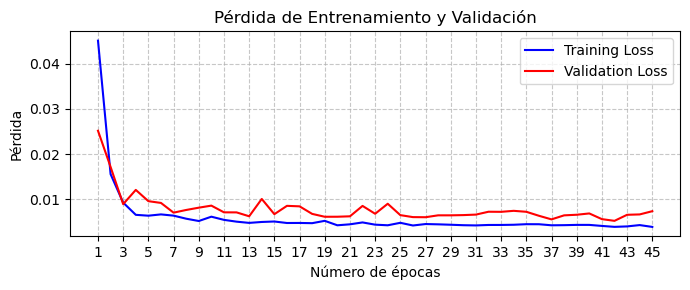 Pérdida de Entrenamiento y Validación
Training Loss
Validation Loss
Pérdida
0.04
0.03
0.02
0.01
1 3 5 7 9 11 13 15 17 19 21 23 25 27 29 31 33 35 37 39 41 43 45
Número de épocas